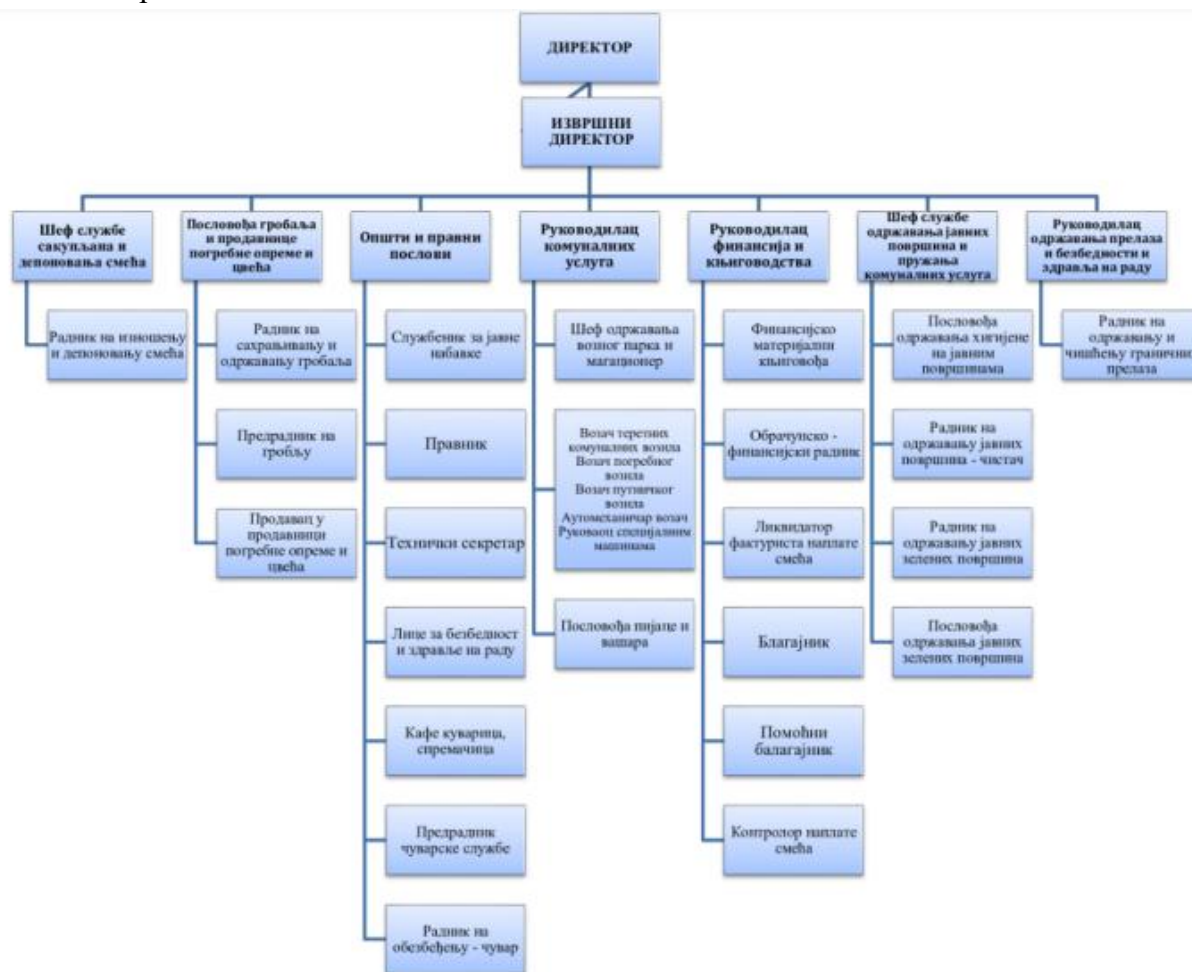 ДИРЕКТОР
ИЗВРШНИ
ДИРЕКТОР
Шеф службе
сакупљана и
депоновања смећа
Радник на изношењу
и депоновању смећа
Пословођа гробаља
и продавнице
погребне опреме и
цвећа
Радник на
сахрањивању и
одржавању гробаља
Предрадник на
гробљу
Продавац у
продавници
погребне опреме и
цвећа
Општи и правни
послови
Службеник за јавне
набавке
Правник
Технички секретар
Лице за безбедност
и здравље на раду
Кафе куварица,
спремачица
Предрадник
чуварске службе
Радник на
обезбеђењу - чувар
Руководилац
комуналних
услуга
Шеф одржавања
возног парка и
магационер
Возач теретних
комуналних возила
Возач погребног
возила
Возач путничког
возила
Аутомеханичар возач
Руковаоц специјалним
машинама
Пословођа пијаце и
вашара
Руководилац
финансија и
књиговодства
Финансијско
материјални
књиговођа
Обрачунско -
финансијски радник
Ликвидатор
фактуриста наплате
смећа
Благајник
Помоћни
балагајник
Контролор наплате
смећа
Шеф службе
одржавања јавних
површина и
пружања
комуналних услуга
Пословођа
одржавања хигијене
на јавним
површинама
Радник на
одржавању јавних
површина - чистач
Радник на
одржавању јавних
зелених површина
Пословођа
одржавања јавних
зелених површина
Руководилац
одржавања прелаза
и безбедности и
здравља на раду
Радник на
одржавању и
чишћењу граничних
прелаза